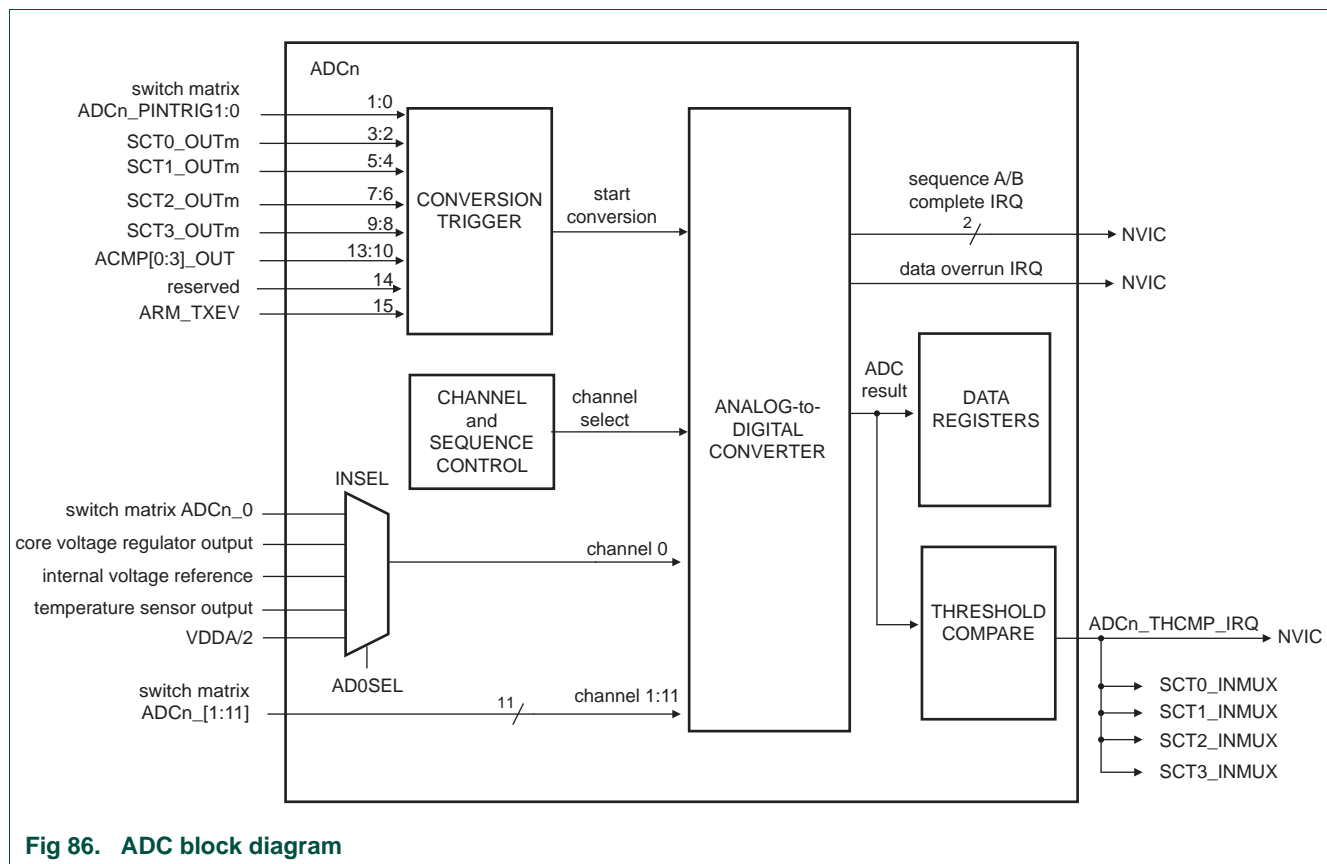 ADCn
switch matrix
ADCn_PINTRIG1:0
1:0
SCT0_OUTm
3:2
SCT1_OUTm
5:4
SCT2_OUTm
7:6
SCT3_OUTm
9:8
ACMP[0:3]_OUT
13:10
reserved
14
ARM_TXEV
15
CONVERSION
TRIGGER
start
conversion
CHANNEL
and
SEQUENCE
CONTROL
channel
select
INSEL
switch matrix ADCn_0
core voltage regulator output
internal voltage reference
temperature sensor output
VDDA/2
AD0SEL
channel 0
switch matrix
ADCn_[1:11]
11
channel 1:11
ANALOG-to-
DIGITAL
CONVERTER
sequence A/B
complete IRQ
2
NVIC
data overrun IRQ
NVIC
ADC
result
DATA
REGISTERS
THRESHOLD
COMPARE
ADCn_THCMP_IRQ
NVIC
SCT0_INMUX
SCT1_INMUX
SCT2_INMUX
SCT3_INMUX
Fig 86. ADC block diagram